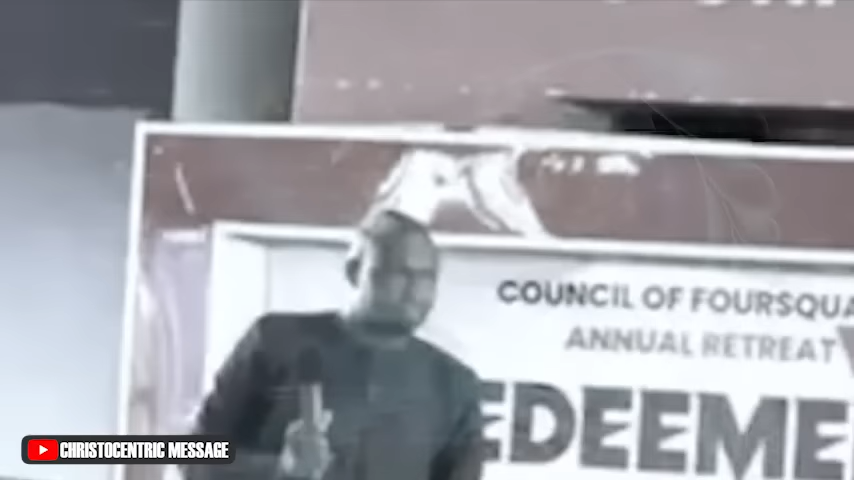 COUNCIL OF FOURSQUA
ANNUAL RETREAT
EDEEME
CHRISTOCENTRIC MESSAGE